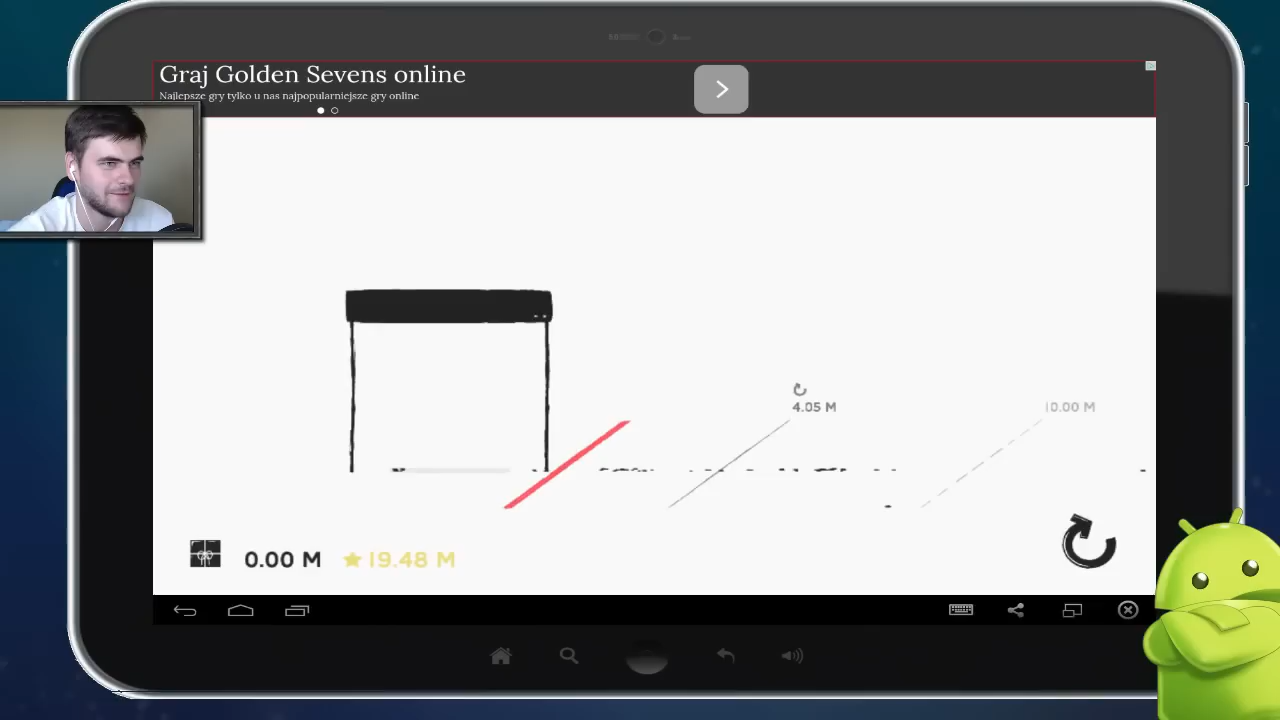 Graj Golden Sevens online
Najlepsze gry tylko u nas najpopularniejsze gry online
4.05 M
10.00 M
0.00 M
19.48 M